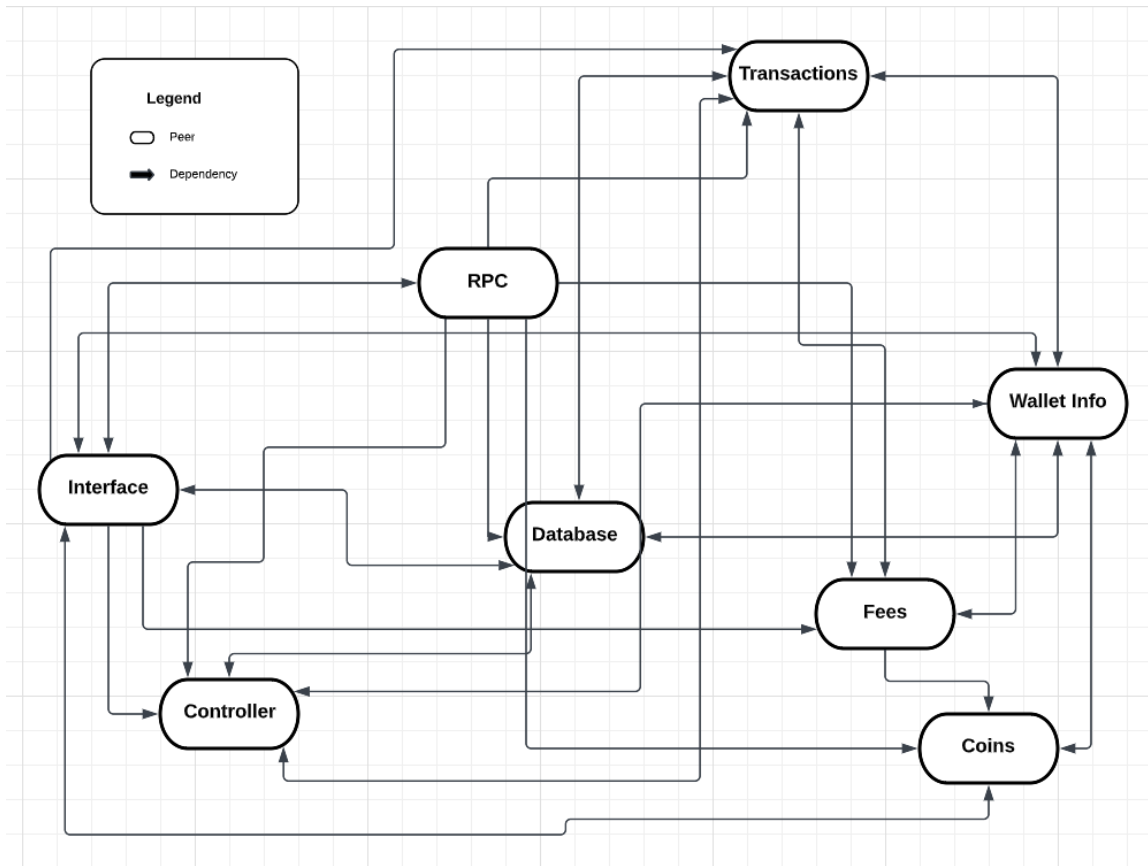 Transactions
Legend
Peer
Dependency
RPC
Wallet Info
Interface
Database
Fees
Controller
Coins